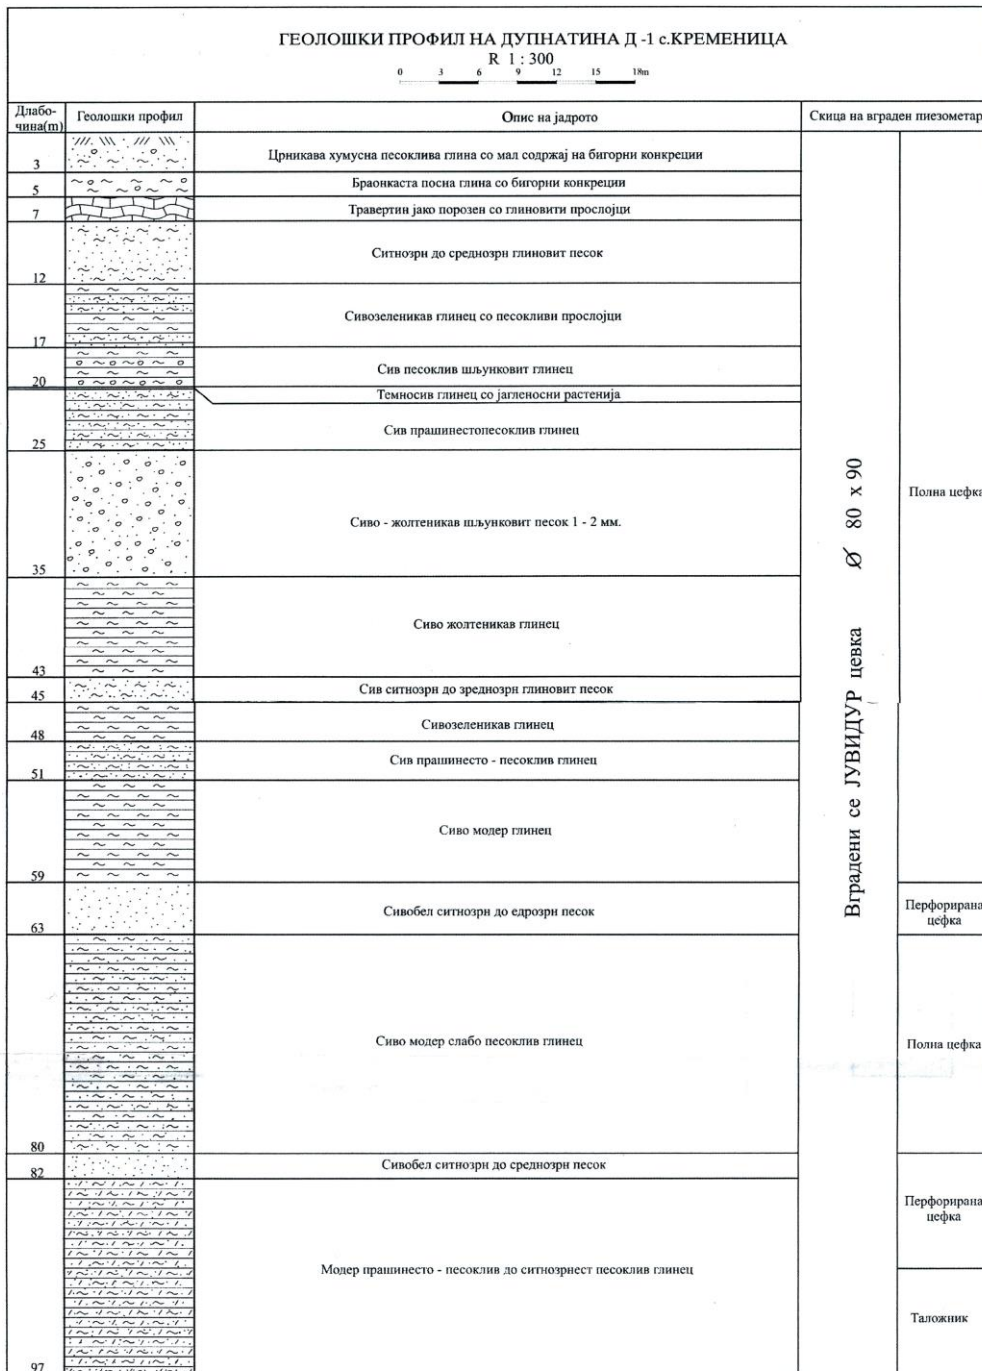 ГЕОЛОШКИ ПРОФИЛ НА ДУПНАТИНА Д -1 с.КРЕМЕНИЦА
R 1 : 300
0 3 6 9 12 15 18m
Длабо-
чина(m)
Геолошки профил
Опис на јадрото
Скица на вграден пиезометар
3
Црникава хумусна песоклива глина со мал содржај на бигорни конкреции
5
Браонкаста посна глина со бигорни конкреции
7
Травертин јако порозен со глиновити прослојци
12
Ситнозрн до среднозрн глиновит песок
17
Сивозеленикав глинец со песокливи прослојци
20
Сив песоклив шљунковит глинец
Темносив глинец со јагленосни растенија
25
Сив прашинестопесоклив глинец
35
Сиво - жолтеникав шљунковит песок 1 - 2 мм.
43
Сиво жолтеникав глинец
45
Сив ситнозрн до зреднозрн глиновит песок
48
Сивозеленикав глинец
51
Сив прашинесто - песоклив глинец
59
Сиво модер глинец
63
Сивобел ситнозрн до едрозрн песок
80
Сиво модер слабо песоклив глинец
82
Сивобел ситнозрн до среднозрн песок
97
Модер прашинесто - песоклив до ситнозрнест песоклив глинец
Вградени се ЈУВИДУР цевка Ø 80 x 90
Полна цефка
Перфорирана
цефка
Полна цефка
Перфорирана
цефка
Таложник